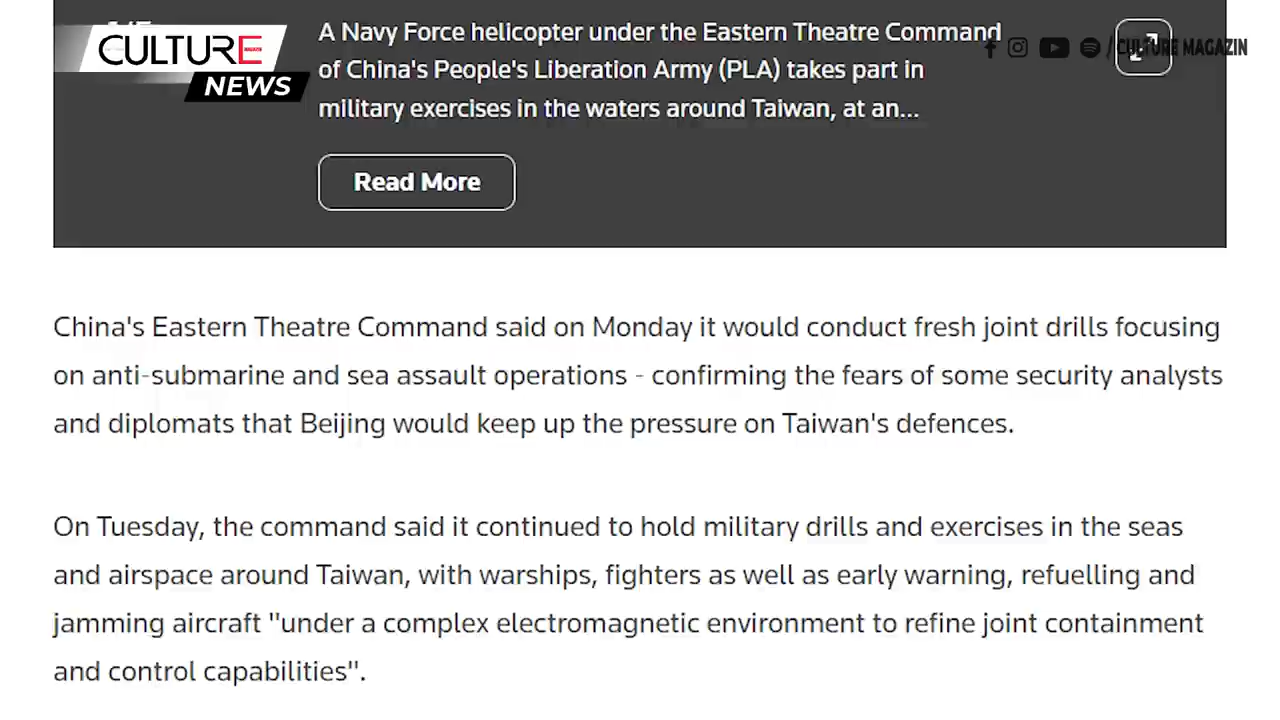 CULTURE
NEWS
A Navy Force helicopter under the Eastern Theatre Command
of China's People's Liberation Army (PLA) takes part in
military exercises in the waters around Taiwan, at an...
/ CULTURE MAGAZIN
Read More
China's Eastern Theatre Command said on Monday it would conduct fresh joint drills focusing
on anti-submarine and sea assault operations - confirming the fears of some security analysts
and diplomats that Beijing would keep up the pressure on Taiwan's defences.
On Tuesday, the command said it continued to hold military drills and exercises in the seas
and airspace around Taiwan, with warships, fighters as well as early warning, refuelling and
jamming aircraft "under a complex electromagnetic environment to refine joint containment
and control capabilities".